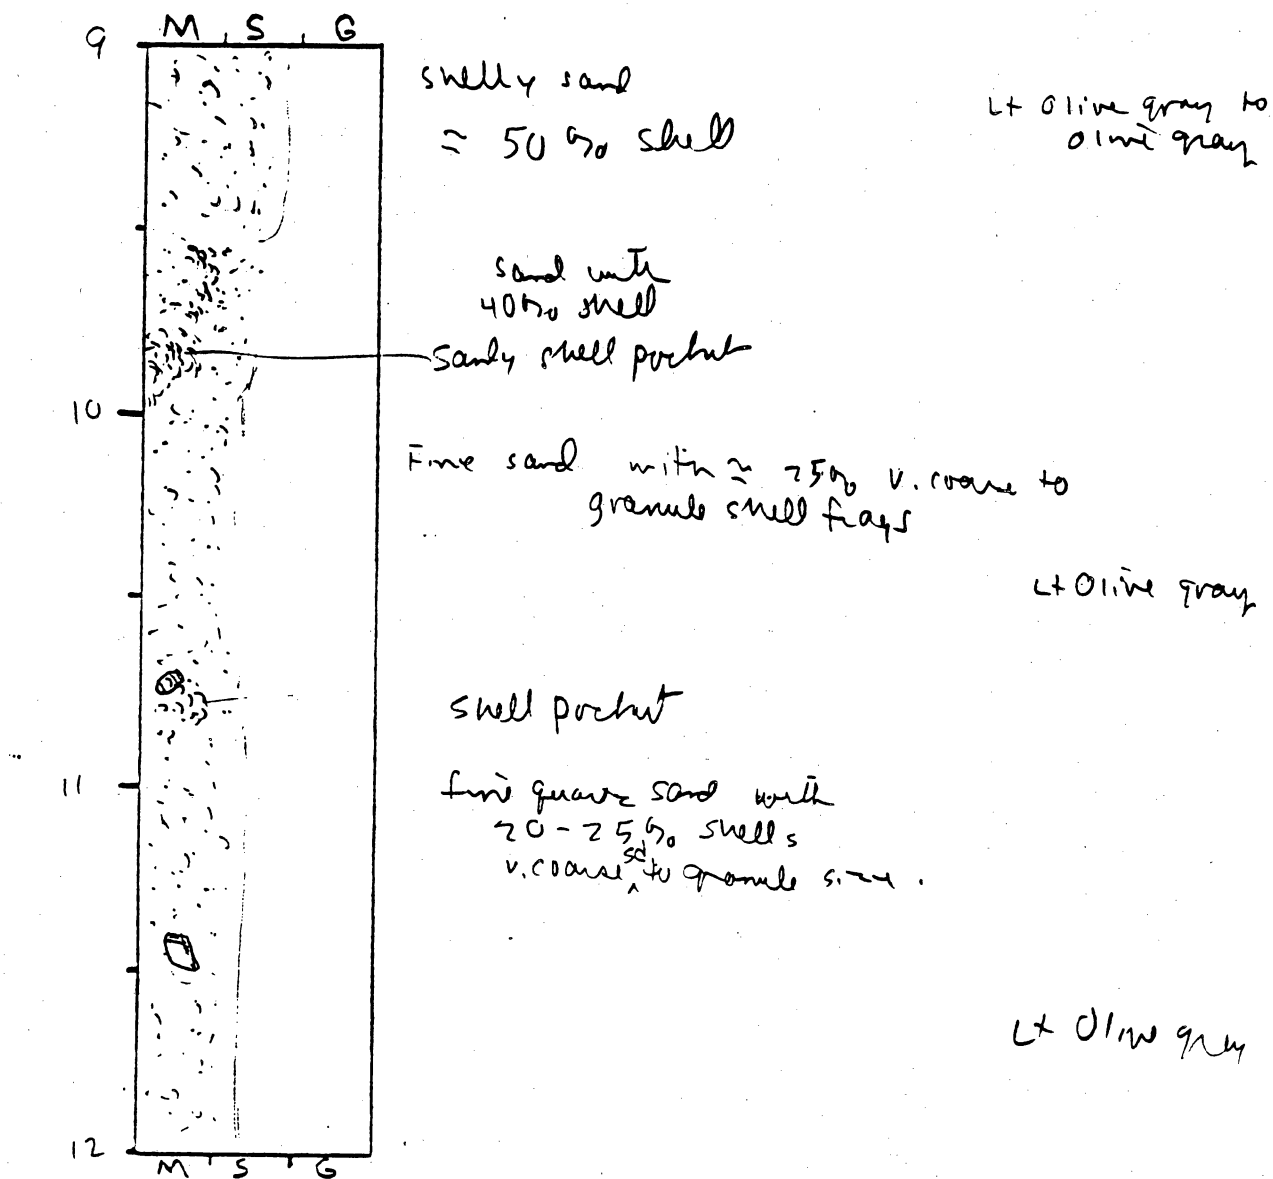 M S G
9
shelly sand
≈ 50% shell
Lt Olive gray to
olive gray
sand with
40% shell
Sandy shell pocket
10
Fine sand with ≈ 25% v. coarse to
granule shell frags
Lt Olive gray
shell pocket
11
fine quartz sand with
20-25% shells
v. coarse sd to granule size.
Lt Olive gray
12
M S G